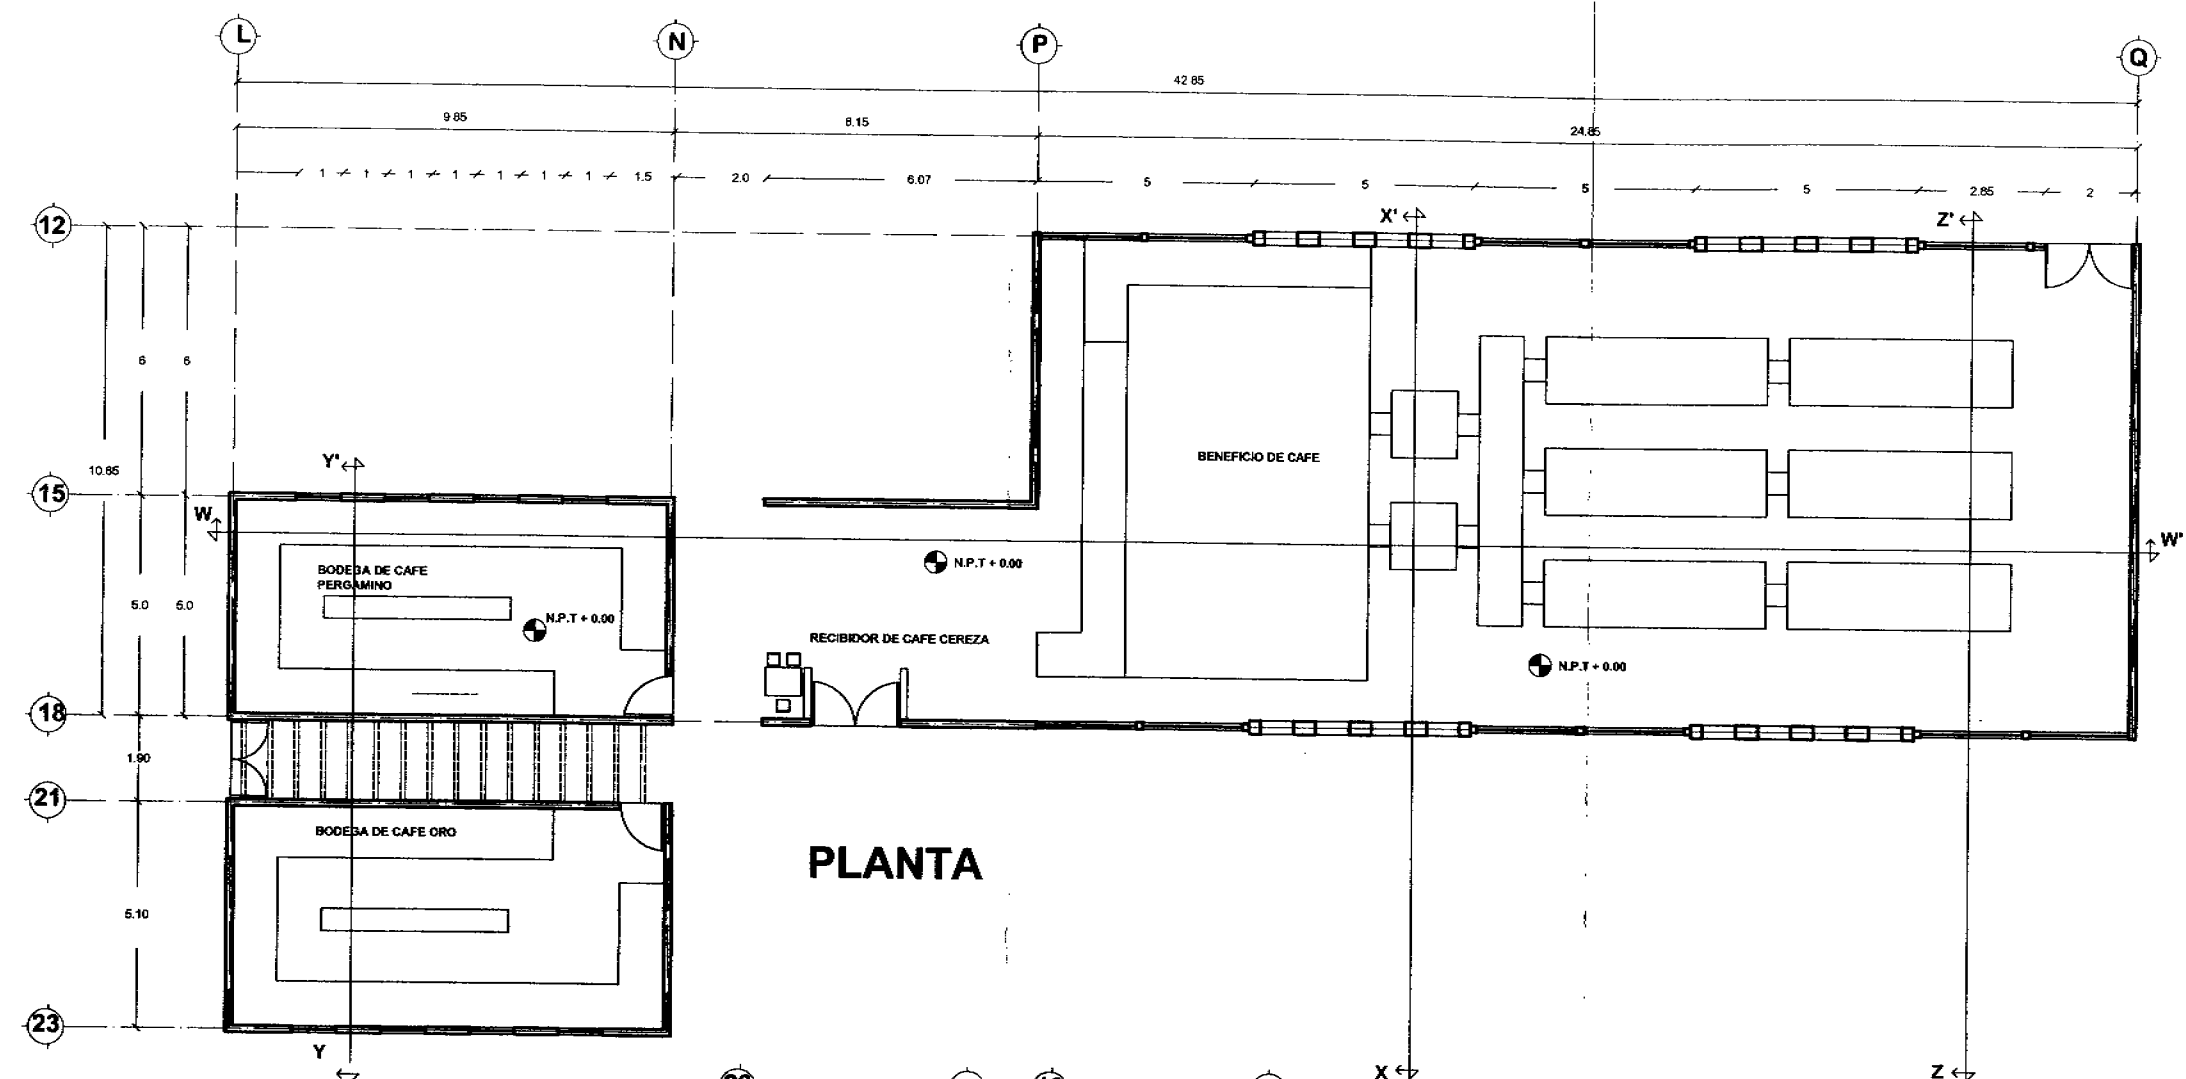 L N P Q
42.85
9.85 8.15 24.85
1 1 1 1 1 1 1 1.5 2.0 6.07 5 5 5 5 2.85 2
12
X' Z'
6 6
BENEFICIO DE CAFE
Y'
10.85
15
W
W'
BODEGA DE CAFE
PERGAMINO
N.P.T + 0.00
5.0 5.0
N.P.T + 0.00
RECIBIDOR DE CAFE CEREZA
N.P.T + 0.00
18
1.90
21
BODEGA DE CAFE ORO
PLANTA
5.10
23
Y
X Z